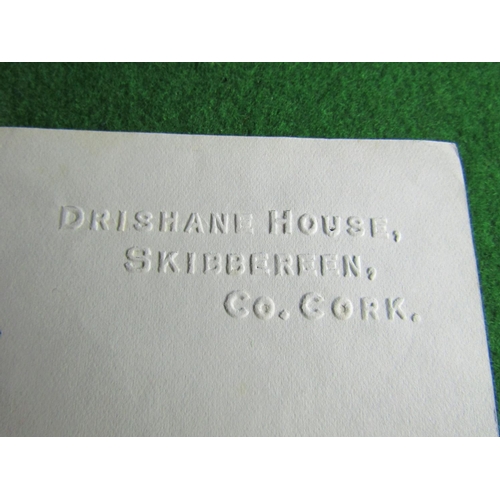 DRISHANE HOUSE,
SKIBBEREEN,
CO. CORK.